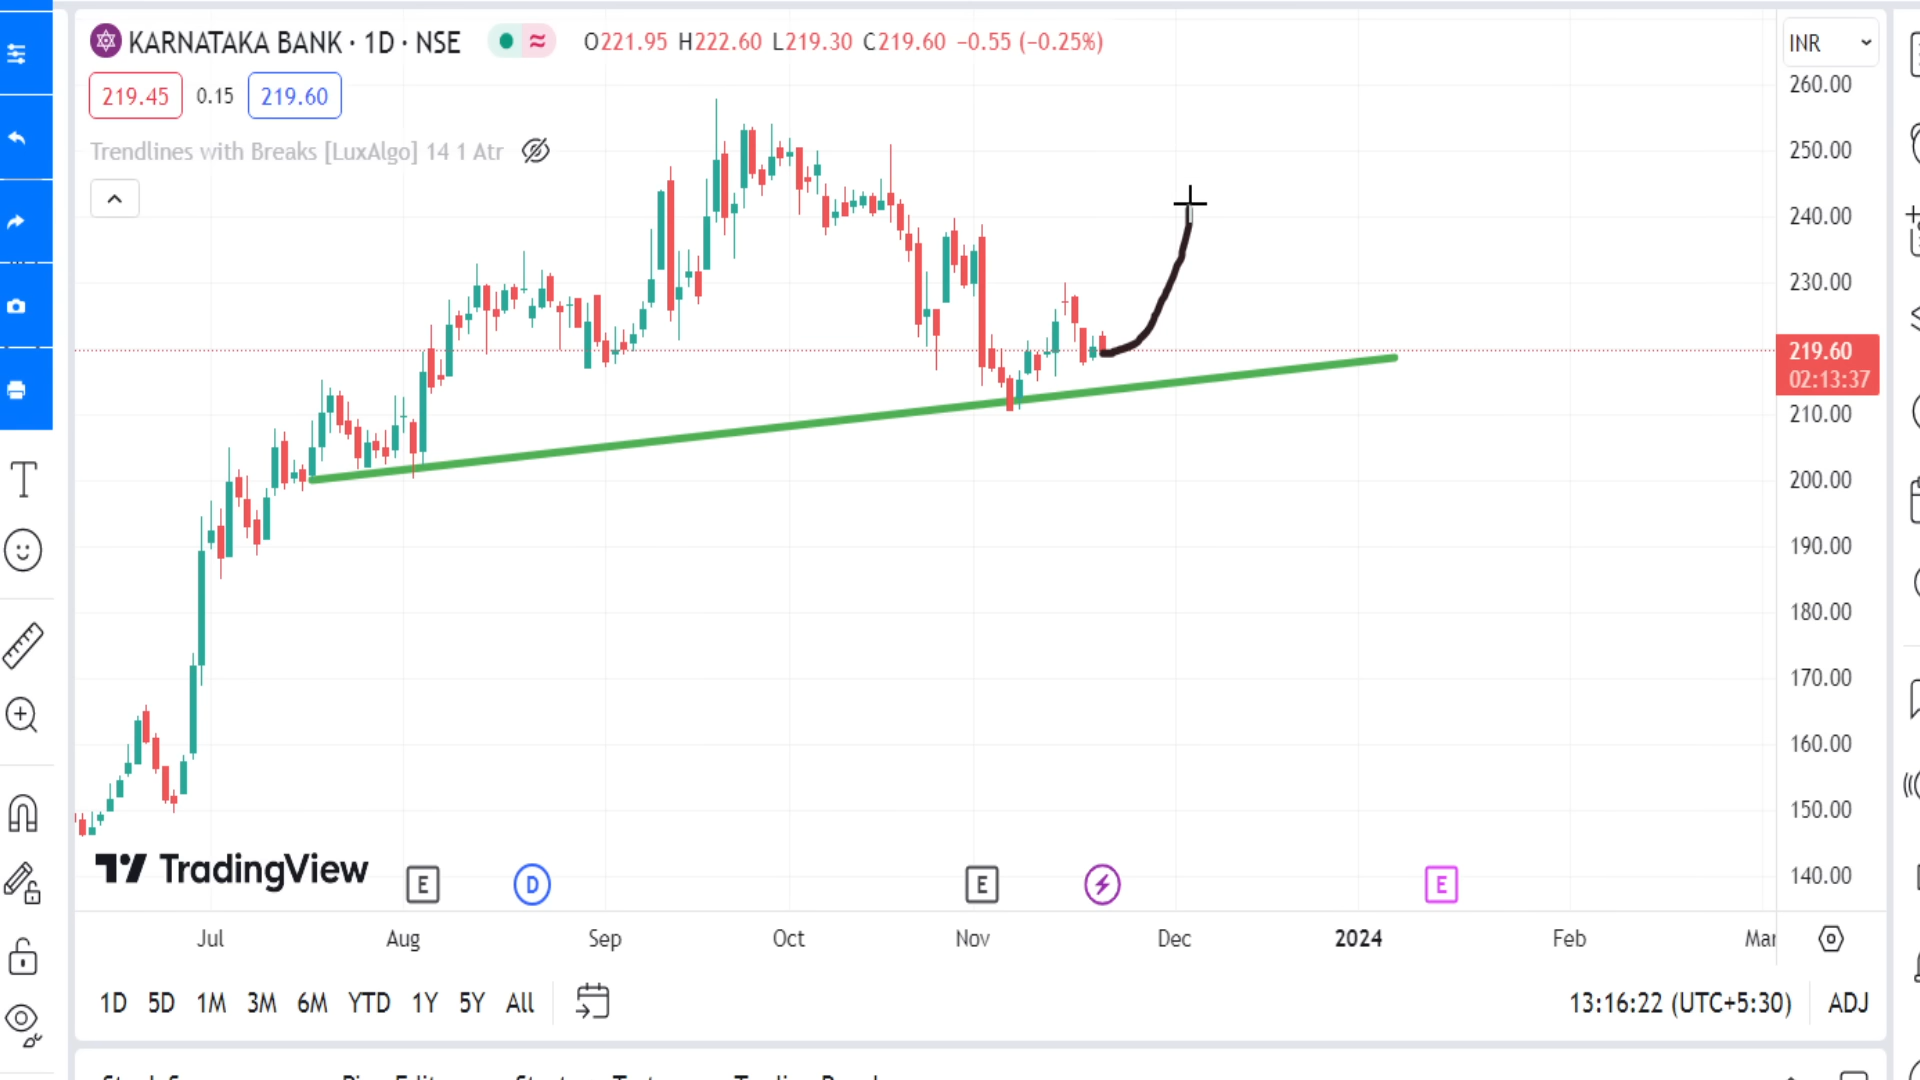 KARNATAKA BANK · 1D · NSE
O221.95 H222.60 L219.30 C219.60 −0.55 (−0.25%)
INR
219.45 0.15 219.60
Trendlines with Breaks [LuxAlgo] 14 1 Atr
260.00
250.00
240.00
230.00
219.60
02:13:37
210.00
200.00
190.00
180.00
170.00
160.00
150.00
140.00
TradingView
E D E E
Jul Aug Sep Oct Nov Dec 2024 Feb Mar
1D 5D 1M 3M 6M YTD 1Y 5Y All
13:16:22 (UTC+5:30) ADJ